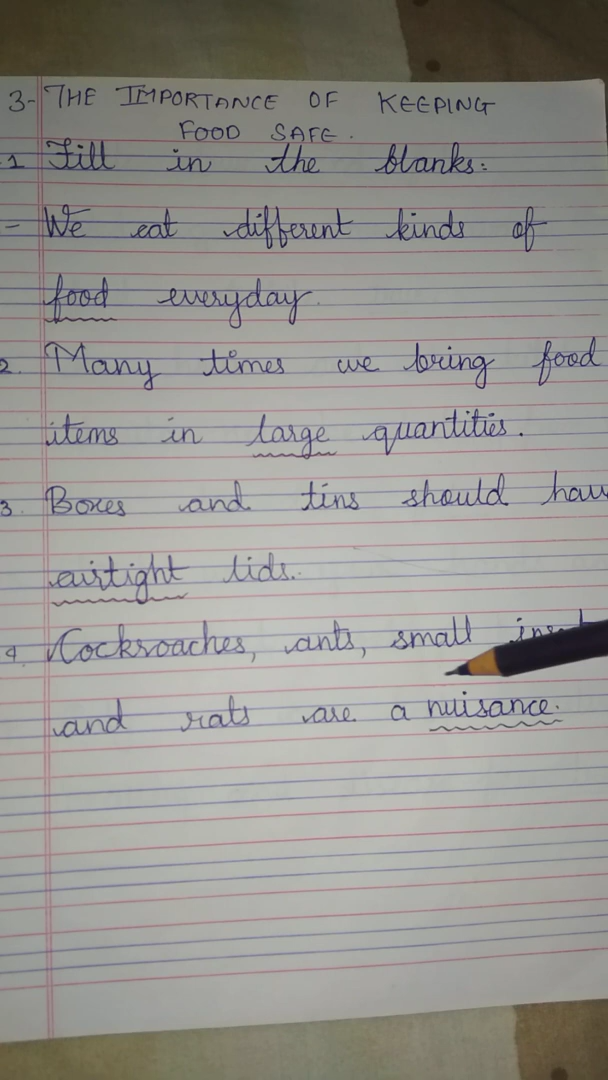 3- THE IMPORTANCE OF KEEPING
FOOD SAFE.
.1 Fill in the blanks:
- We eat different kinds of
food everyday.
2. Many times we bring food
items in large quantities.
3. Boxes and tins should have
airtight lids.
4. Cockroaches, ants, small
and rats are a nuisance.